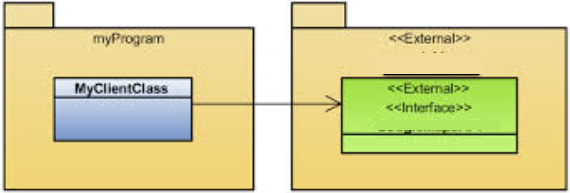 myProgram
<<External>>
MyClientClass
<<External>>
<<Interface>>